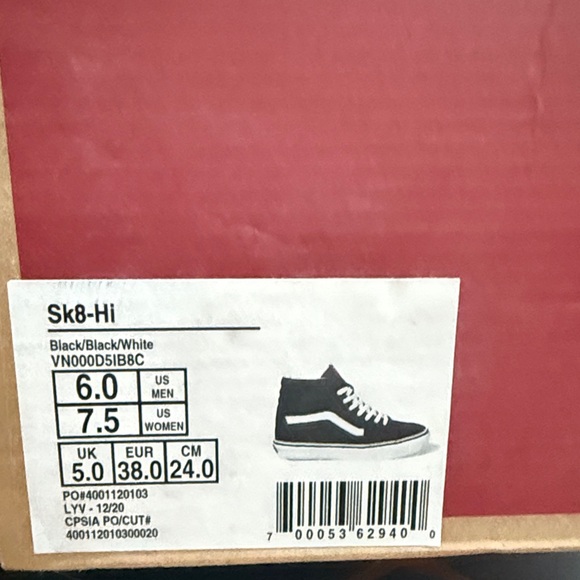 Sk8-Hi
Black/Black/White
VN000D5IB8C
6.0 US MEN
7.5 US WOMEN
UK EUR CM
5.0 38.0 24.0
PO#4001120103
LYV - 12/20
CPSIA PO/CUT#
400112010300020
7 00053 62940 0